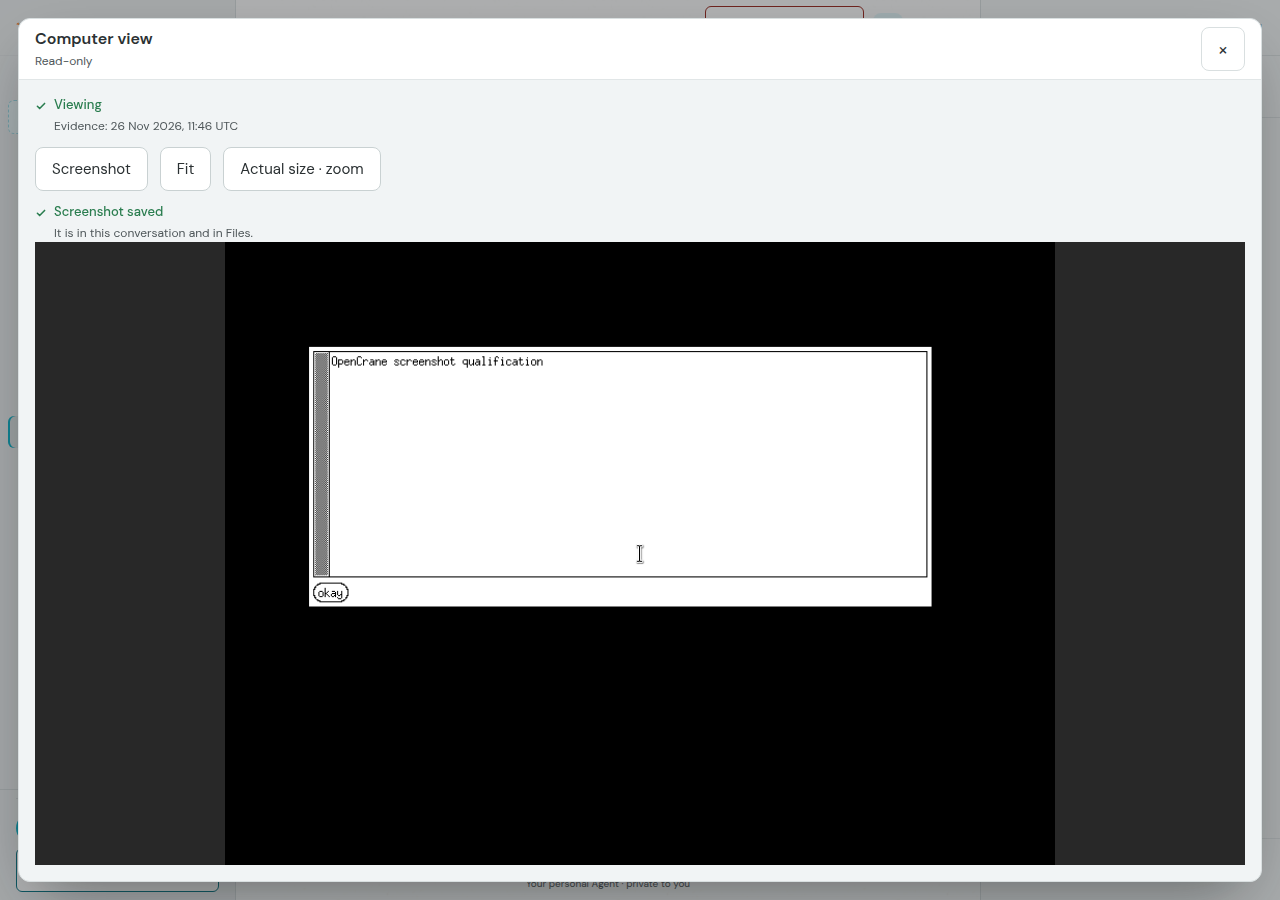 Computer view
Read-only
×
Viewing
Evidence: 26 Nov 2026, 11:46 UTC
Screenshot
Fit
Actual size · zoom
Screenshot saved
It is in this conversation and in Files.
OpenCrane screenshot qualification
okay
Your personal Agent · private to you